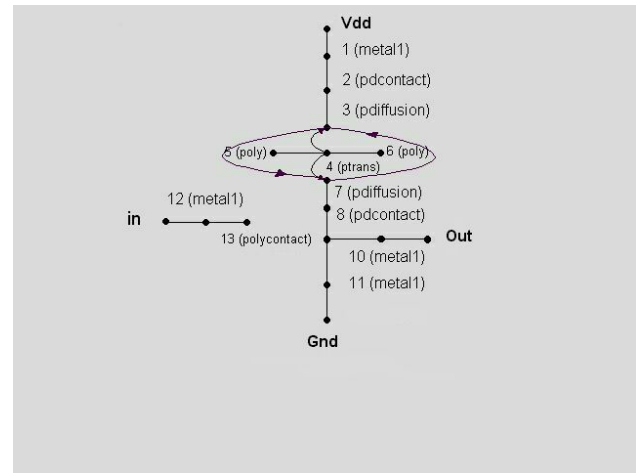 Vdd
1 (metal1)
2 (pdcontact)
3 (pdiffusion)
5 (poly)
6 (poly)
4 (ptrans)
7 (pdiffusion)
12 (metal1)
8 (pdcontact)
in
13 (polycontact)
Out
10 (metal1)
11 (metal1)
Gnd